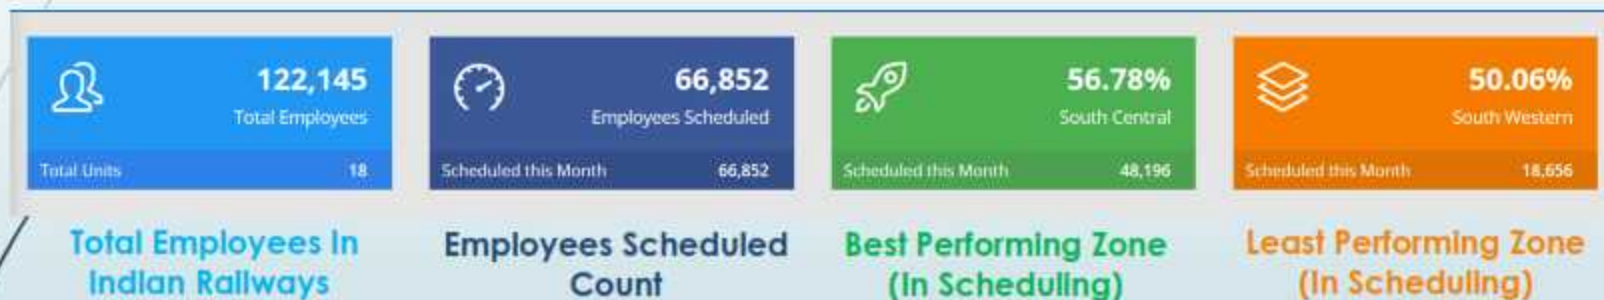 122,145
Total Employees
Total Units 18
66,852
Employees Scheduled
Scheduled this Month 66,852
56.78%
South Central
Scheduled this Month 48,196
50.06%
South Western
Scheduled this Month 18,656
Total Employees In
Indian Railways
Employees Scheduled
Count
Best Performing Zone
(In Scheduling)
Least Performing Zone
(In Scheduling)